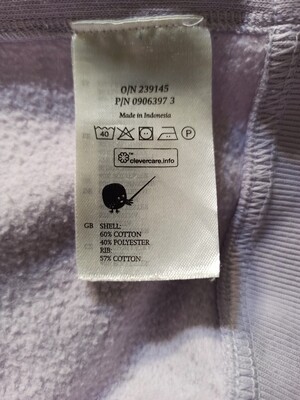 O/N 239145
P/N 0906397 3
Made in Indonesia
40 P
clevercare.info
GB SHELL:
60% COTTON
40% POLYESTER
RIB:
57% COTTON